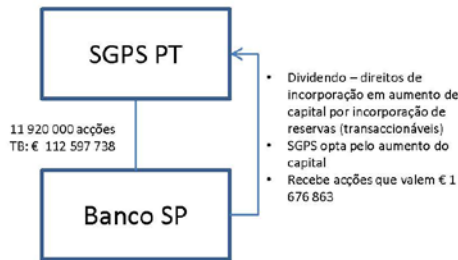 SGPS PT
11 920 000 acções
TB: € 112 597 738
Banco SP
• Dividendo – direitos de
incorporação em aumento de
capital por incorporação de
reservas (transaccionáveis)
• SGPS opta pelo aumento do
capital
• Recebe acções que valem € 1
676 863